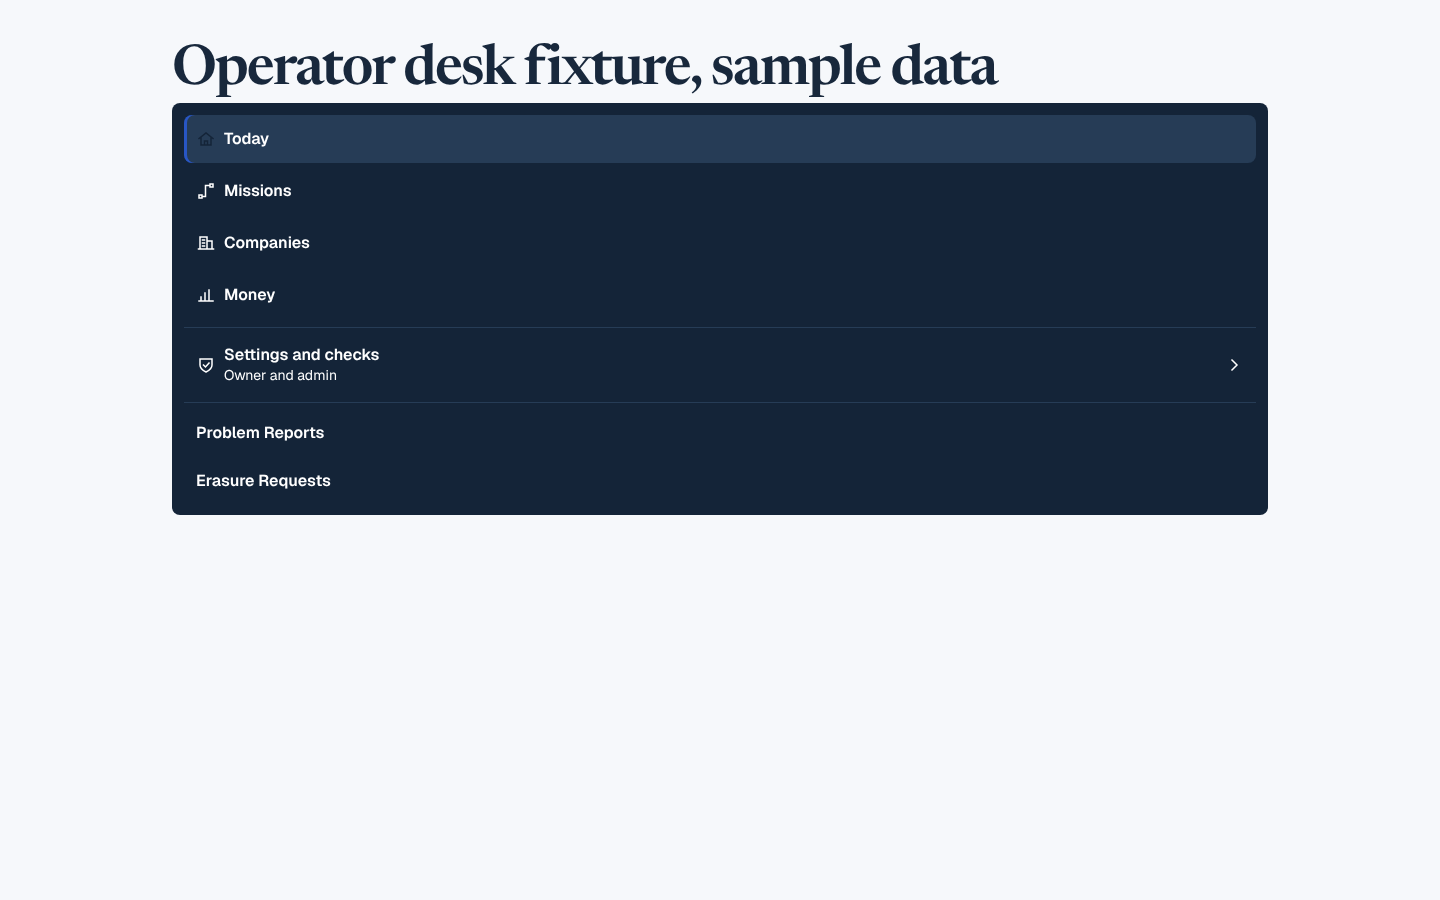 Operator desk fixture, sample data
Today
Missions
Companies
Money
Settings and checks
Owner and admin
Problem Reports
Erasure Requests